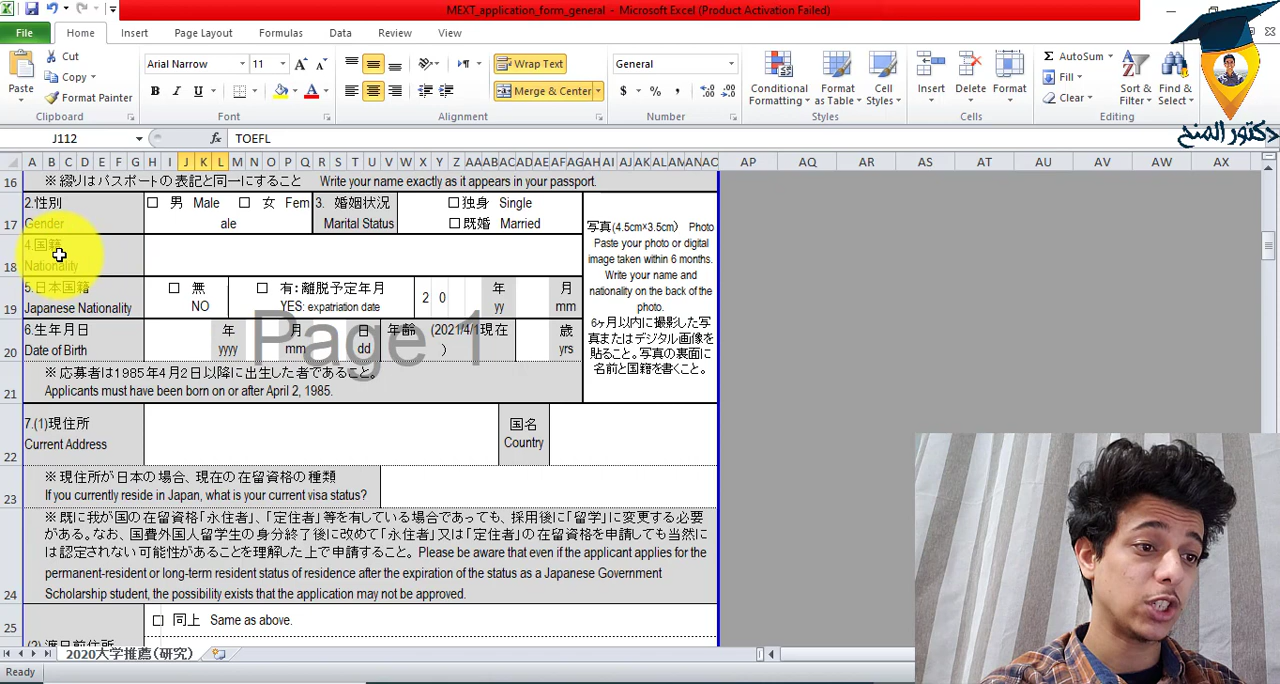 MEXT_application_form_general - Microsoft Excel (Product Activation Failed)
File Home Insert Page Layout Formulas Data Review View
Paste
Cut
Copy
Format Painter
Clipboard
Arial Narrow 11
B I U
Font
Wrap Text
Merge & Center
Alignment
General
$ % ,
Number
Conditional Formatting
Format as Table
Cell Styles
Styles
Insert
Delete
Format
Cells
Σ AutoSum
Fill
Clear
Sort & Filter
Find & Select
Editing
دكتور المنح
J112 fx TOEFL
A B C D E F G H I J K L M N O P Q R S T U V W X Y Z AA AB AC AD AE AF AG AH AI AJ AK AL AM AN AO AP AQ AR AS AT AU AV AW AX
16 ※綴りはパスポートの表記と同一にすること Write your name exactly as it appears in your passport.
17
2.性別
Gender
男 Male 女 Fem
ale
3. 婚姻状況
Marital Status
独身 Single
既婚 Married
写真(4.5cm×3.5cm) Photo
Paste your photo or digital
image taken within 6 months.
Write your name and
nationality on the back of the
photo.
6ヶ月以内に撮影した写
真またはデジタル画像を
貼ること。写真の裏面に
名前と国籍を書くこと。
18
4.国籍
Nationality
19
5.日本国籍
Japanese Nationality
無
NO
有:離脱予定年月
YES: expatriation date
2 0
年
yy
月
mm
20
6.生年月日
Date of Birth
年
yyyy
月
mm
日
dd
年齢 (2021/4/1現在
)
歳
yrs
Page 1
21
※応募者は1985年4月2日以降に出生した者であること。
Applicants must have been born on or after April 2, 1985.
22
7.(1)現住所
Current Address
国名
Country
23
※現住所が日本の場合、現在の在留資格の種類
If you currently reside in Japan, what is your current visa status?
24
※既に我が国の在留資格「永住者」、「定住者」等を有している場合であっても、採用後に「留学」に変更する必要
がある。なお、国費外国人留学生の身分終了後に改めて「永住者」又は「定住者」の在留資格を申請しても当然に
は認定されない可能性があることを理解した上で申請すること。Please be aware that even if the applicant applies for the
permanent-resident or long-term resident status of residence after the expiration of the status as a Japanese Government
Scholarship student, the possibility exists that the application may not be approved.
25
同上 Same as above.
(2)渡日前住所
2020大学推薦(研究)
Ready